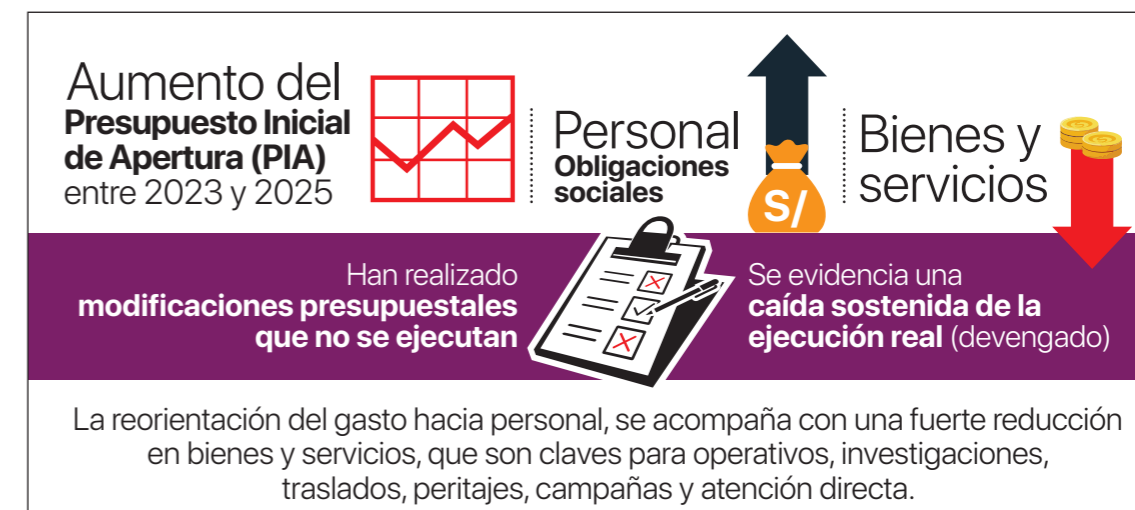 Aumento del
Presupuesto Inicial
de Apertura (PIA)
entre 2023 y 2025
Personal
Obligaciones
sociales
S/
Bienes y
servicios
Han realizado
modificaciones presupuestales
que no se ejecutan
Se evidencia una
caída sostenida de la
ejecución real (devengado)
La reorientación del gasto hacia personal, se acompaña con una fuerte reducción
en bienes y servicios, que son claves para operativos, investigaciones,
traslados, peritajes, campañas y atención directa.